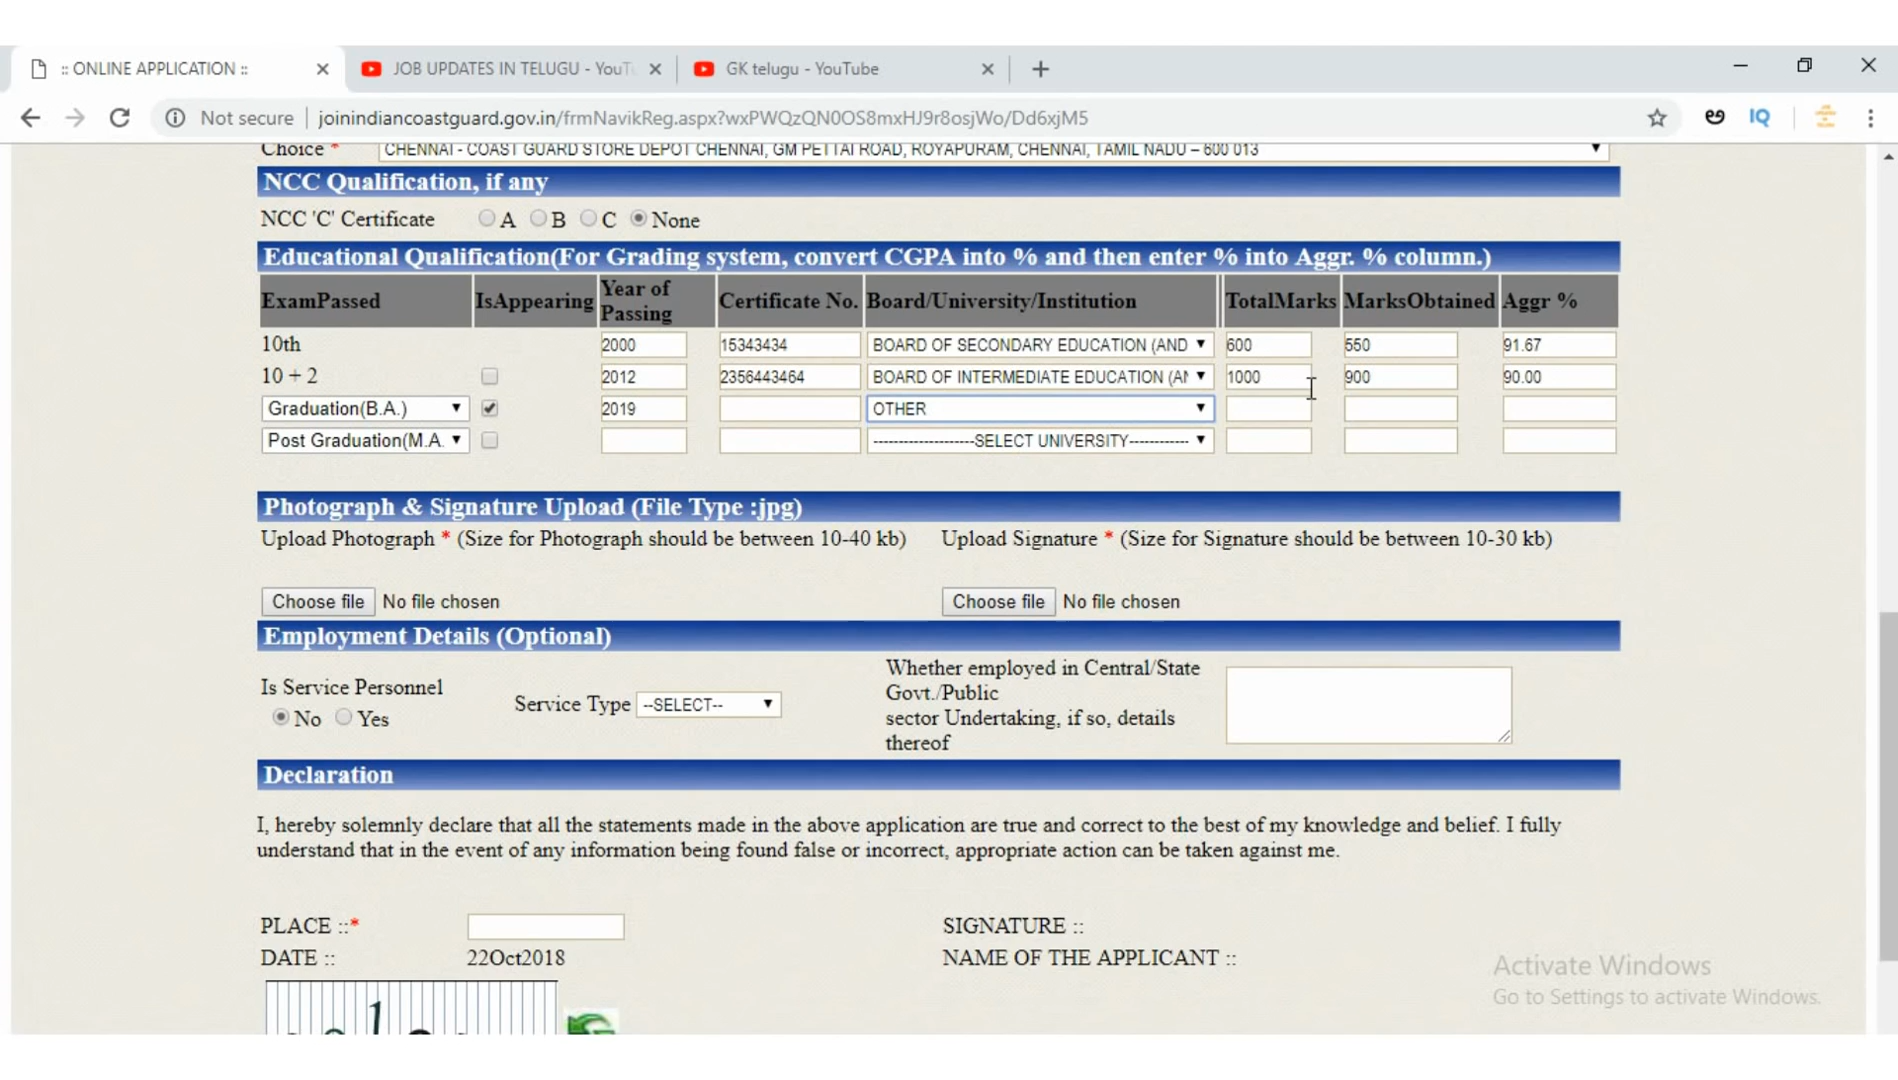 :: ONLINE APPLICATION ::
JOB UPDATES IN TELUGU - YouT
GK telugu - YouTube
Not secure | joinindiancoastguard.gov.in/frmNavikReg.aspx?wxPWQzQN0OS8mxHJ9r8osjWo/Dd6xjM5
IQ
Choice * CHENNAI - COAST GUARD STORE DEPOT CHENNAI, GM PETTAI ROAD, ROYAPURAM, CHENNAI, TAMIL NADU – 600 013
NCC Qualification, if any
NCC 'C' Certificate A B C None
Educational Qualification(For Grading system, convert CGPA into % and then enter % into Aggr. % column.)
ExamPassed IsAppearing Year of Passing Certificate No. Board/University/Institution TotalMarks MarksObtained Aggr %
10th 2000 15343434 BOARD OF SECONDARY EDUCATION (AND 600 550 91.67
10 + 2 2012 2356443464 BOARD OF INTERMEDIATE EDUCATION (AN 1000 900 90.00
Graduation(B.A.) 2019 OTHER
Post Graduation(M.A. --------------------SELECT UNIVERSITY------------
Photograph & Signature Upload (File Type :jpg)
Upload Photograph * (Size for Photograph should be between 10-40 kb) Upload Signature * (Size for Signature should be between 10-30 kb)
Choose file No file chosen Choose file No file chosen
Employment Details (Optional)
Is Service Personnel
No Yes
Service Type --SELECT--
Whether employed in Central/State
Govt./Public
sector Undertaking, if so, details
thereof
Declaration
I, hereby solemnly declare that all the statements made in the above application are true and correct to the best of my knowledge and belief. I fully
understand that in the event of any information being found false or incorrect, appropriate action can be taken against me.
PLACE ::* SIGNATURE ::
DATE :: 22Oct2018 NAME OF THE APPLICANT ::
Activate Windows
Go to Settings to activate Windows.